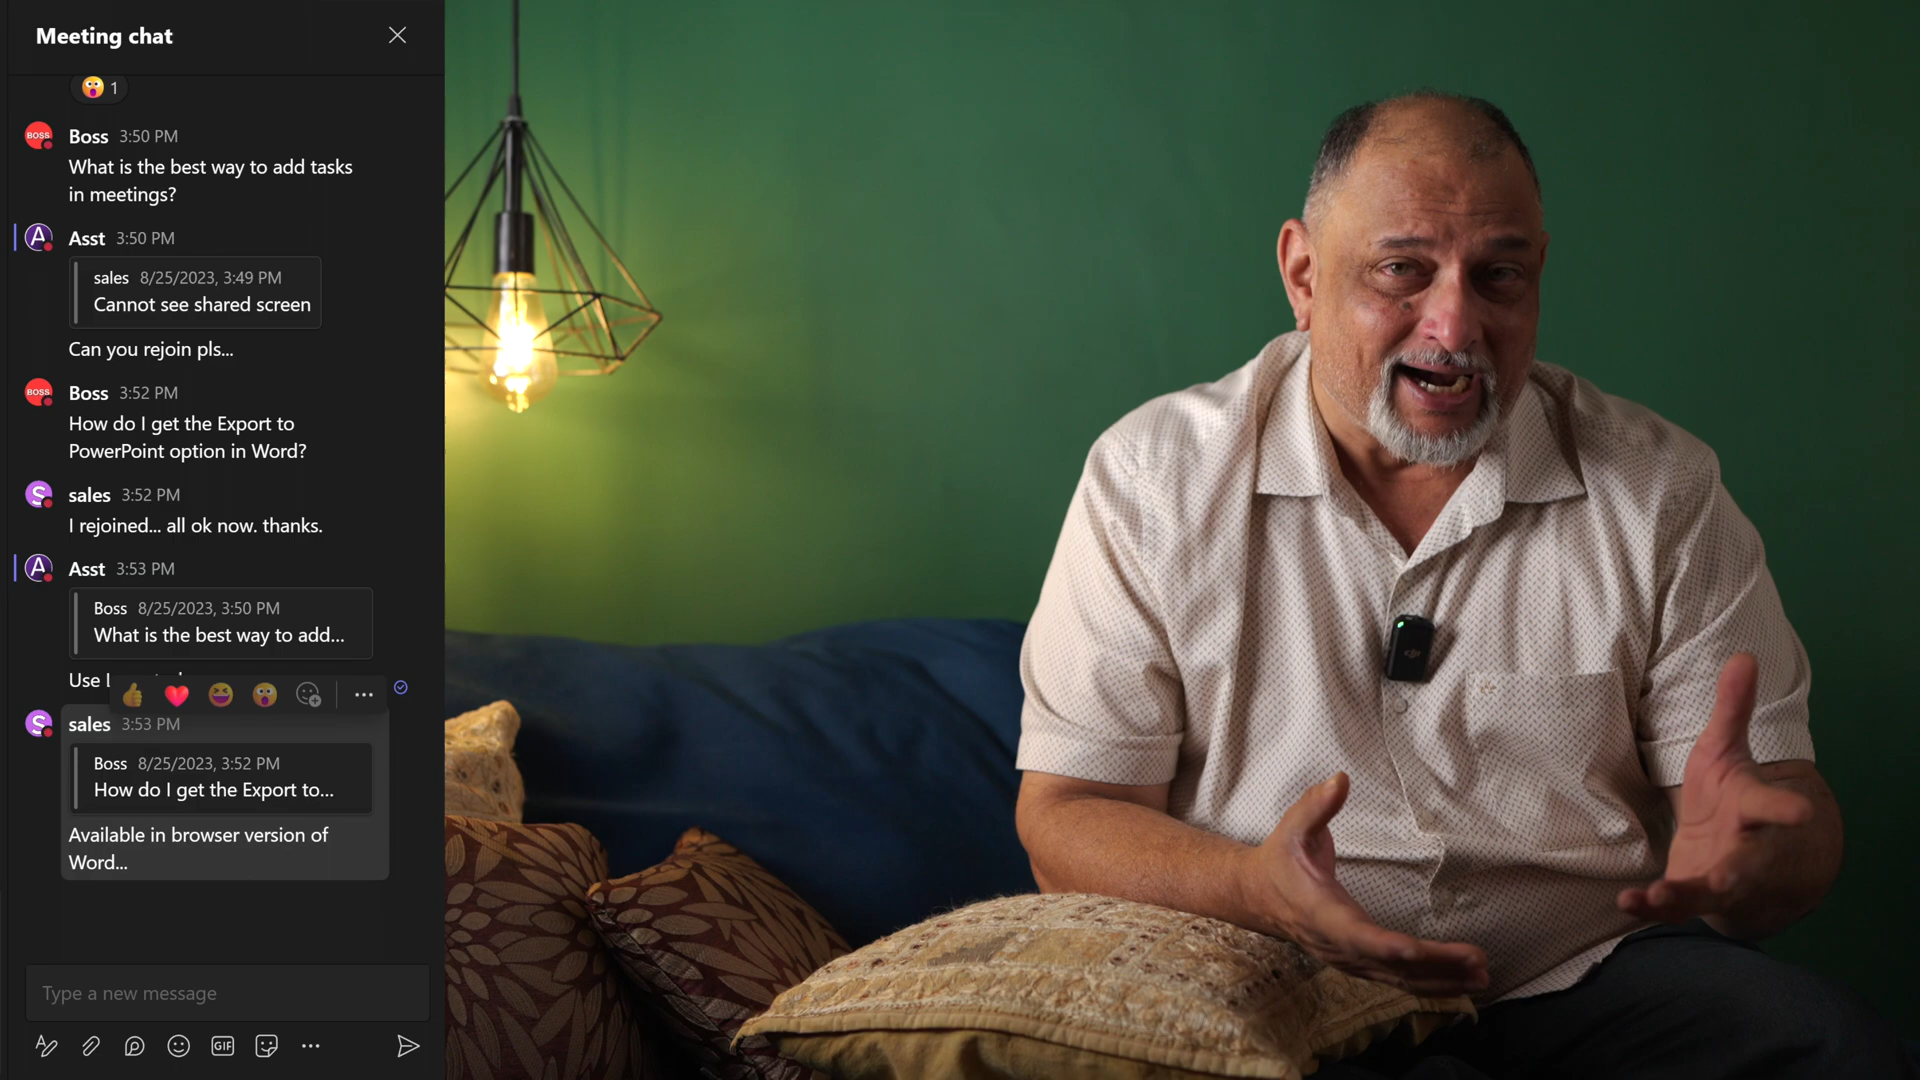 Meeting chat
1
BOSS
Boss 3:50 PM
What is the best way to add tasks
in meetings?
A
Asst 3:50 PM
sales 8/25/2023, 3:49 PM
Cannot see shared screen
Can you rejoin pls...
BOSS
Boss 3:52 PM
How do I get the Export to
PowerPoint option in Word?
S
sales 3:52 PM
I rejoined... all ok now. thanks.
A
Asst 3:53 PM
Boss 8/25/2023, 3:50 PM
What is the best way to add...
Use
S
sales 3:53 PM
Boss 8/25/2023, 3:52 PM
How do I get the Export to...
Available in browser version of
Word...
Type a new message
GIF
dji